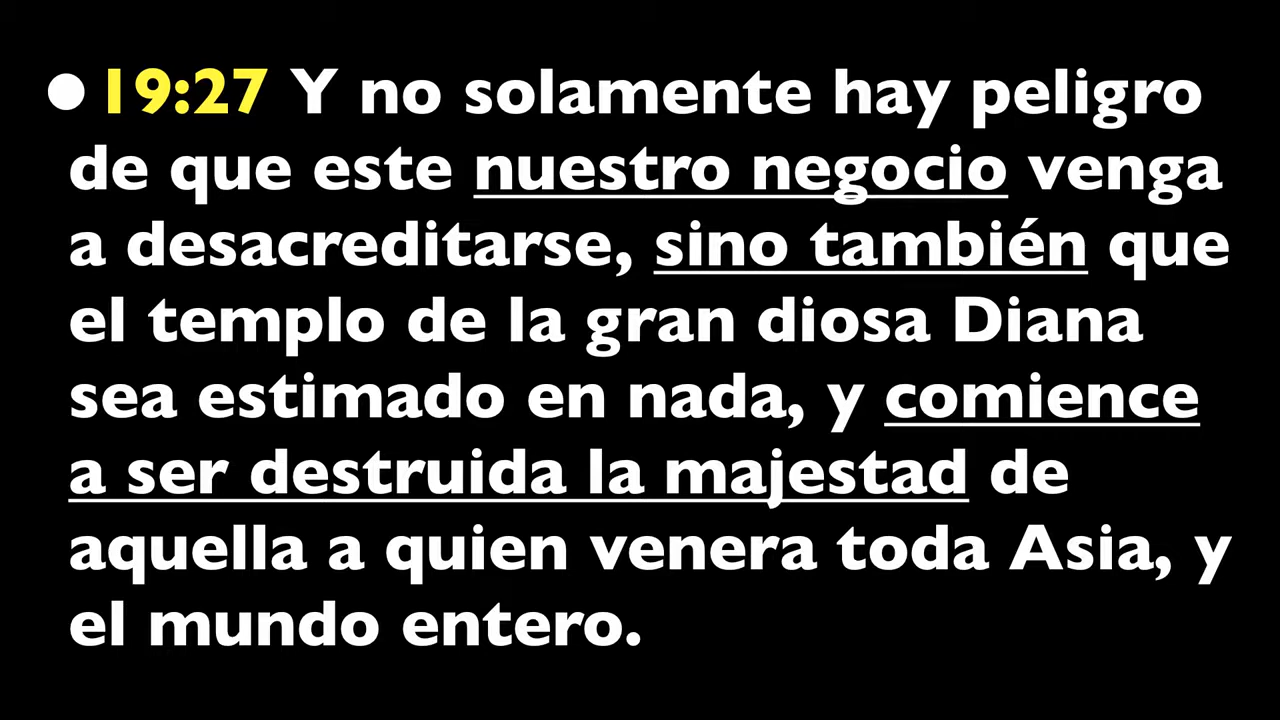 ● 19:27 Y no solamente hay peligro
de que este nuestro negocio venga
a desacreditarse, sino también que
el templo de la gran diosa Diana
sea estimado en nada, y comience
a ser destruida la majestad de
aquella a quien venera toda Asia, y
el mundo entero.